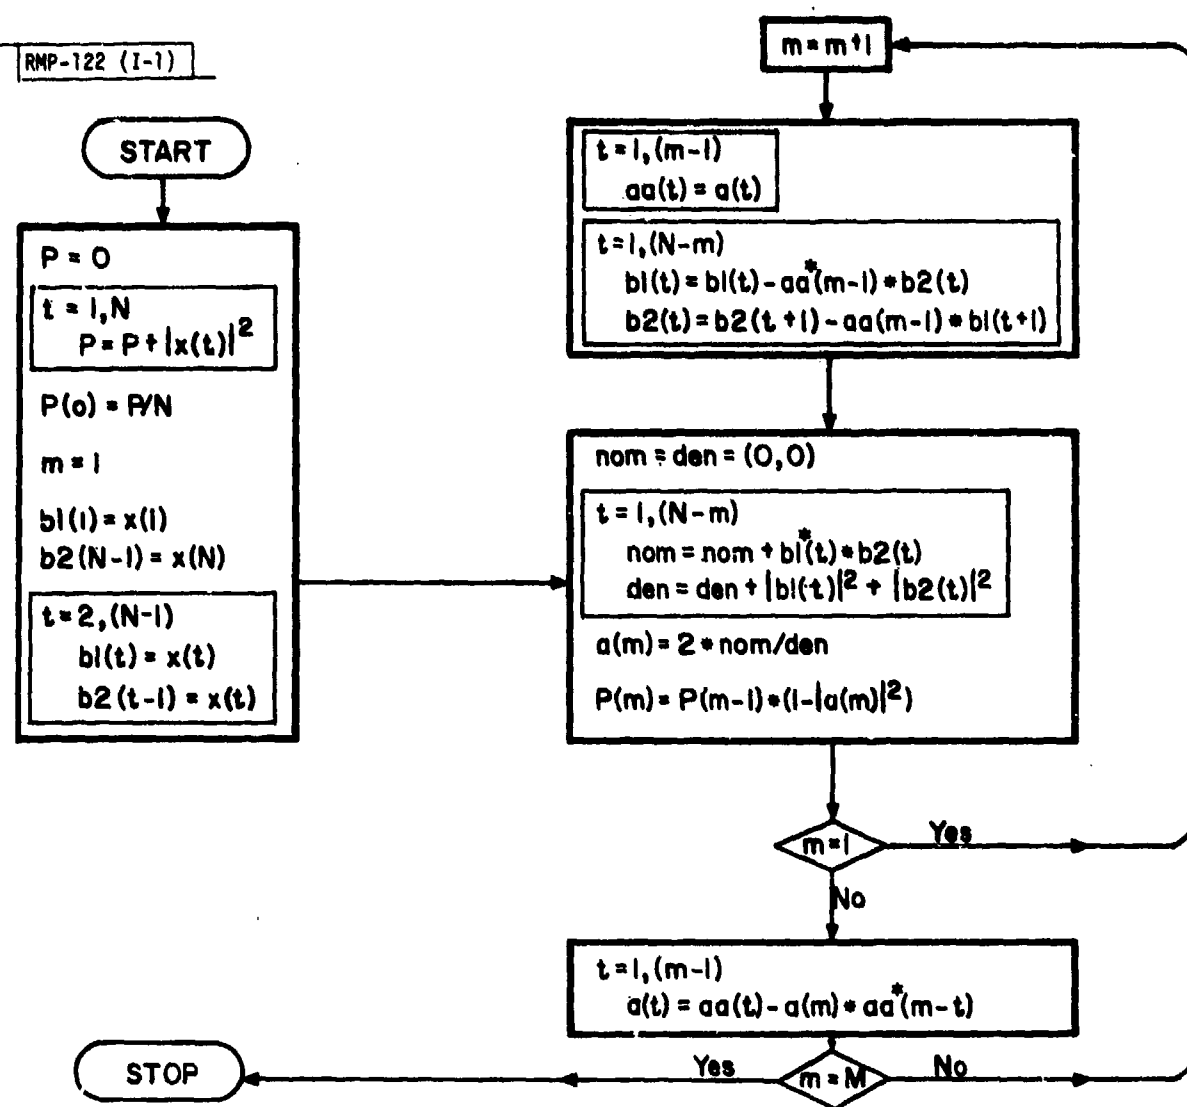 RMP-122 (I-1)
START
P = 0
t = 1,N
P = P + |x(t)|²
P(0) = P/N
m = 1
b1(1) = x(1)
b2(N-1) = x(N)
t = 2,(N-1)
b1(t) = x(t)
b2(t-1) = x(t)
m = m+1
t = 1,(m-1)
aa(t) = a(t)
t = 1,(N-m)
b1(t) = b1(t) - aa*(m-1) * b2(t)
b2(t) = b2(t+1) - aa(m-1) * b1(t+1)
nom = den = (0,0)
t = 1,(N-m)
nom = nom + b1*(t) * b2(t)
den = den + |b1(t)|² + |b2(t)|²
a(m) = 2 * nom/den
P(m) = P(m-1) * (1-|a(m)|²)
m = 1
Yes
No
t = 1,(m-1)
a(t) = aa(t) - a(m) * aa*(m-t)
m = M
Yes
No
STOP